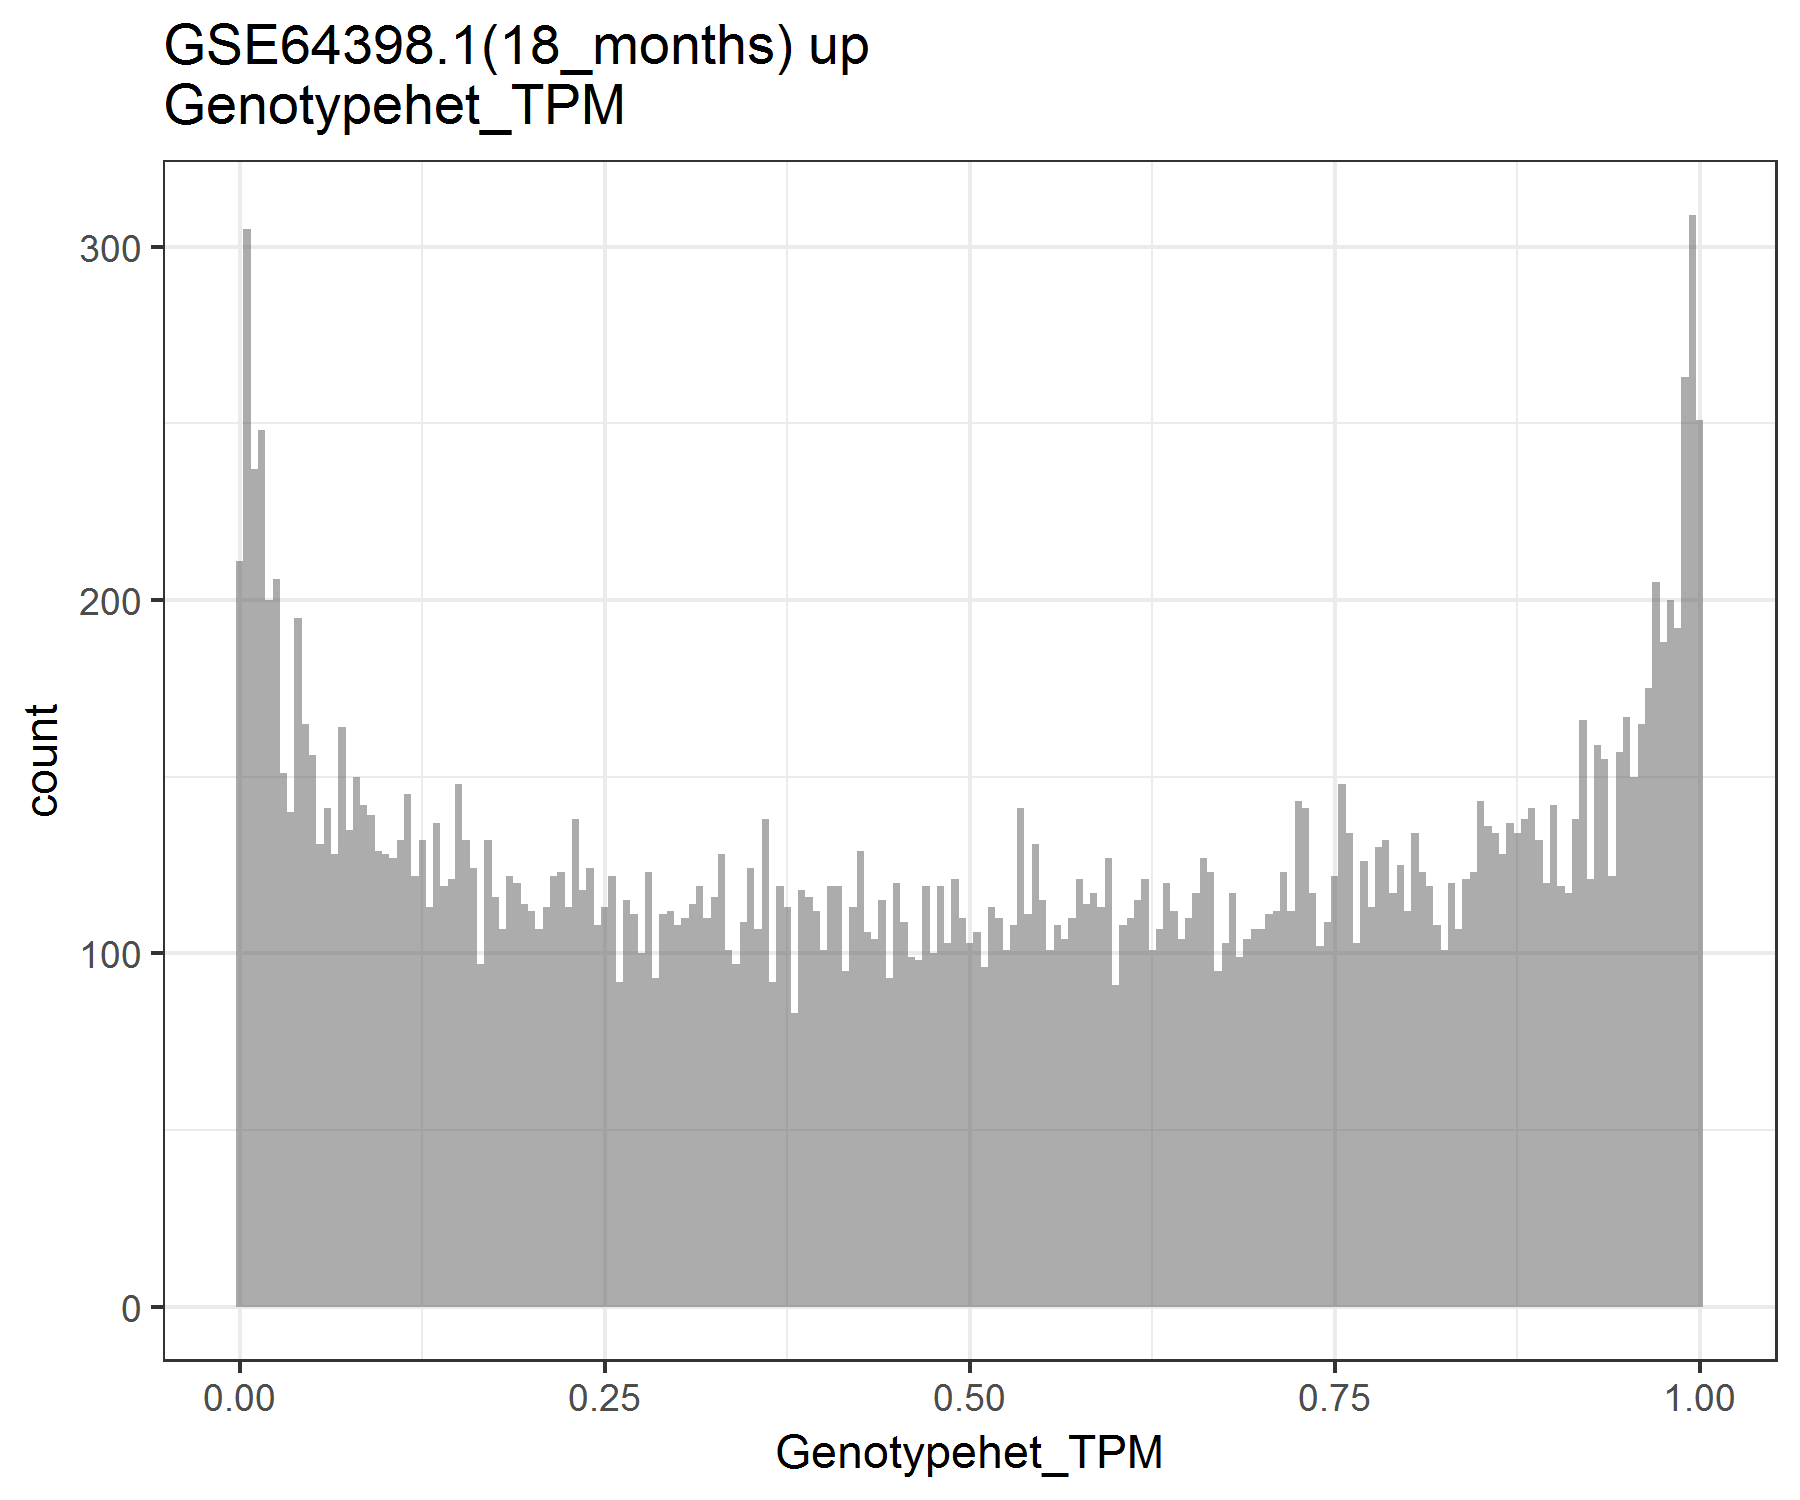 GSE64398.1(18_months) up
Genotypehet_TPM
300
200
100
0
count
0.00 0.25 0.50 0.75 1.00
Genotypehet_TPM